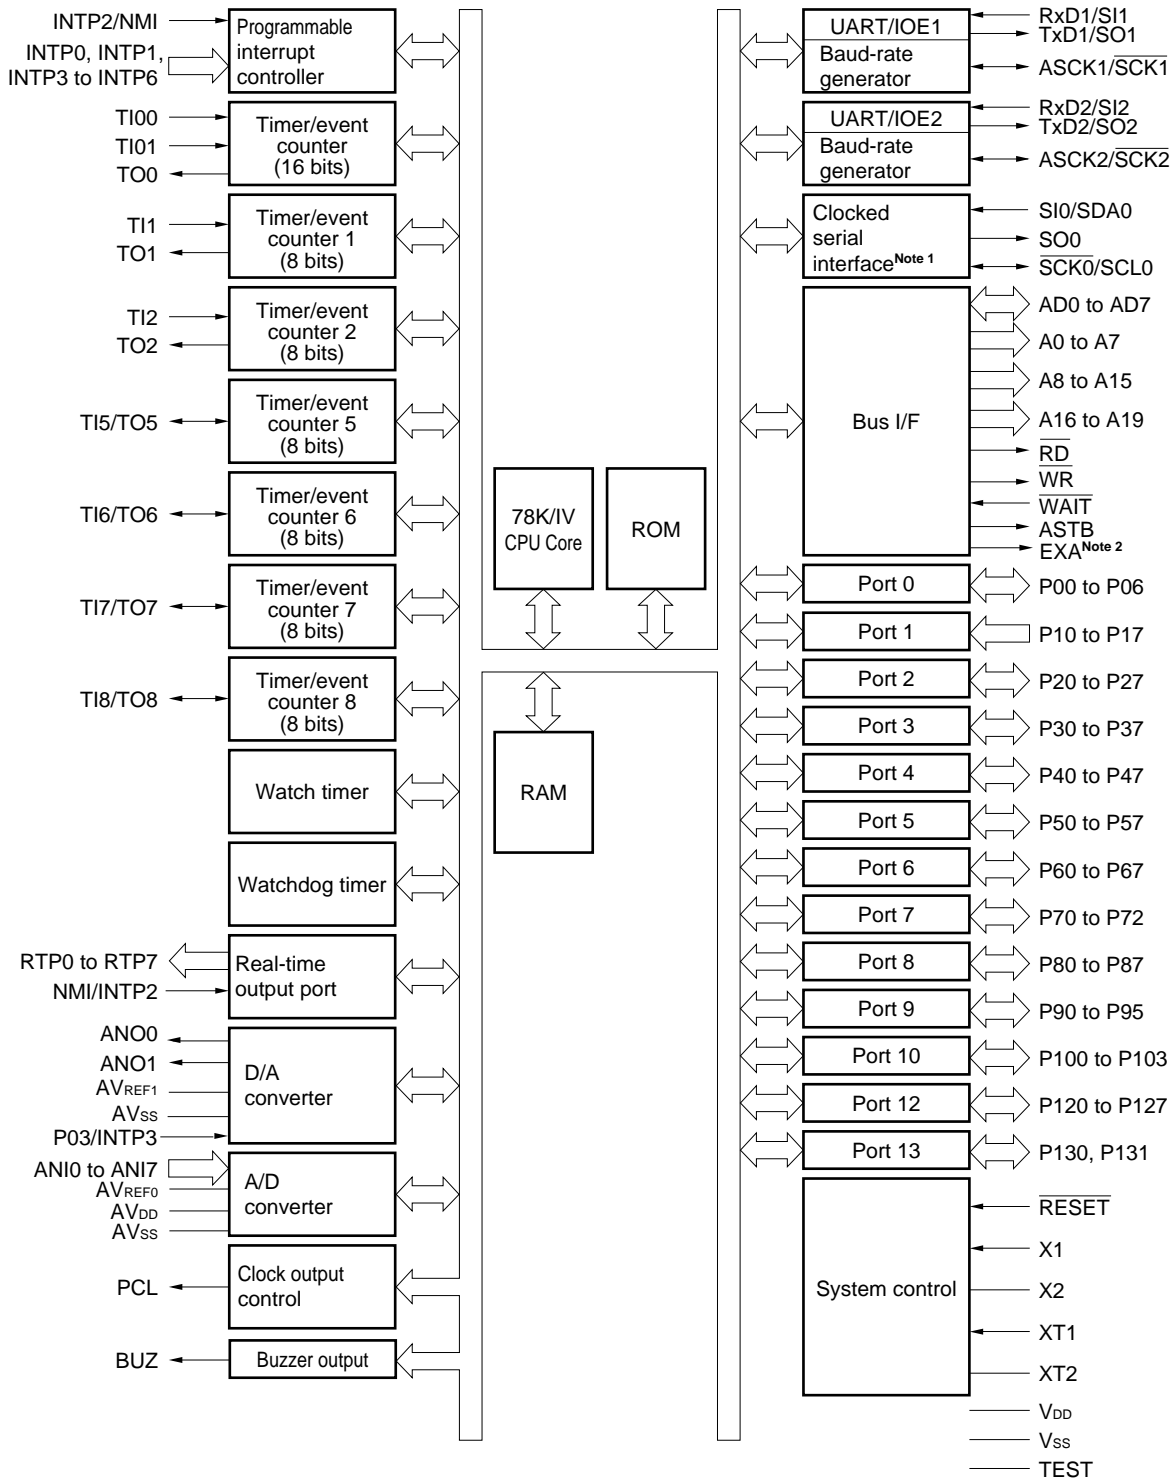 INTP2/NMI
INTP0, INTP1,
INTP3 to INTP6
Programmable
interrupt
controller
TI00
TI01
TO0
Timer/event
counter
(16 bits)
TI1
TO1
Timer/event
counter 1
(8 bits)
TI2
TO2
Timer/event
counter 2
(8 bits)
TI5/TO5
Timer/event
counter 5
(8 bits)
TI6/TO6
Timer/event
counter 6
(8 bits)
TI7/TO7
Timer/event
counter 7
(8 bits)
TI8/TO8
Timer/event
counter 8
(8 bits)
Watch timer
Watchdog timer
RTP0 to RTP7
NMI/INTP2
Real-time
output port
ANO0
ANO1
AVREF1
AVSS
P03/INTP3
D/A
converter
ANI0 to ANI7
AVREF0
AVDD
AVSS
A/D
converter
PCL
Clock output
control
BUZ
Buzzer output
78K/IV
CPU Core
ROM
RAM
UART/IOE1
Baud-rate
generator
RxD1/SI1
TxD1/SO1
ASCK1/S̅C̅K̅1̅
UART/IOE2
Baud-rate
generator
RxD2/SI2
TxD2/SO2
ASCK2/S̅C̅K̅2̅
Clocked
serial
interfaceNote 1
SI0/SDA0
SO0
S̅C̅K̅0̅/SCL0
Bus I/F
AD0 to AD7
A0 to A7
A8 to A15
A16 to A19
R̅D̅
W̅R̅
W̅A̅I̅T̅
ASTB
EXANote 2
Port 0
P00 to P06
Port 1
P10 to P17
Port 2
P20 to P27
Port 3
P30 to P37
Port 4
P40 to P47
Port 5
P50 to P57
Port 6
P60 to P67
Port 7
P70 to P72
Port 8
P80 to P87
Port 9
P90 to P95
Port 10
P100 to P103
Port 12
P120 to P127
Port 13
P130, P131
System control
R̅E̅S̅E̅T̅
X1
X2
XT1
XT2
VDD
VSS
TEST